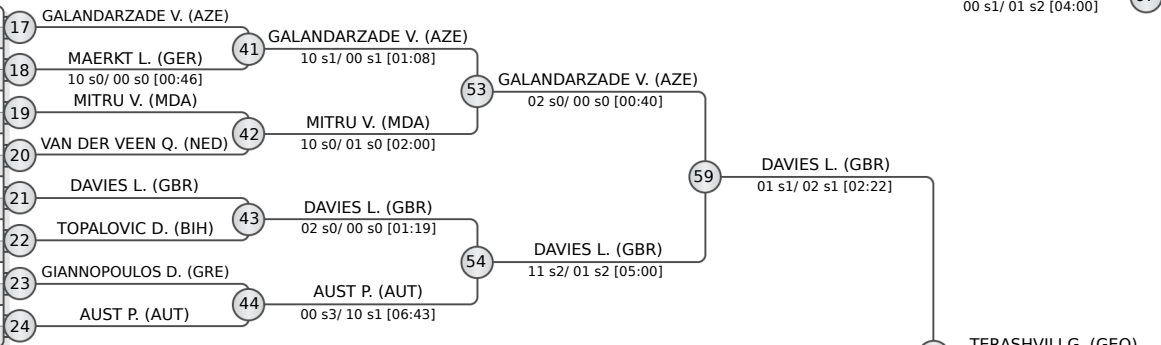 00 s1/ 01 s2 [04:00]
17
GALANDARZADE V. (AZE)
18
MAERKT L. (GER)
10 s0/ 00 s0 [00:46]
19
MITRU V. (MDA)
20
VAN DER VEEN Q. (NED)
21
DAVIES L. (GBR)
22
TOPALOVIC D. (BIH)
23
GIANNOPOULOS D. (GRE)
24
AUST P. (AUT)
41
GALANDARZADE V. (AZE)
10 s1/ 00 s1 [01:08]
42
MITRU V. (MDA)
10 s0/ 01 s0 [02:00]
43
DAVIES L. (GBR)
02 s0/ 00 s0 [01:19]
44
AUST P. (AUT)
00 s3/ 10 s1 [06:43]
53
GALANDARZADE V. (AZE)
02 s0/ 00 s0 [00:40]
54
DAVIES L. (GBR)
11 s2/ 01 s2 [05:00]
59
DAVIES L. (GBR)
01 s1/ 02 s1 [02:22]